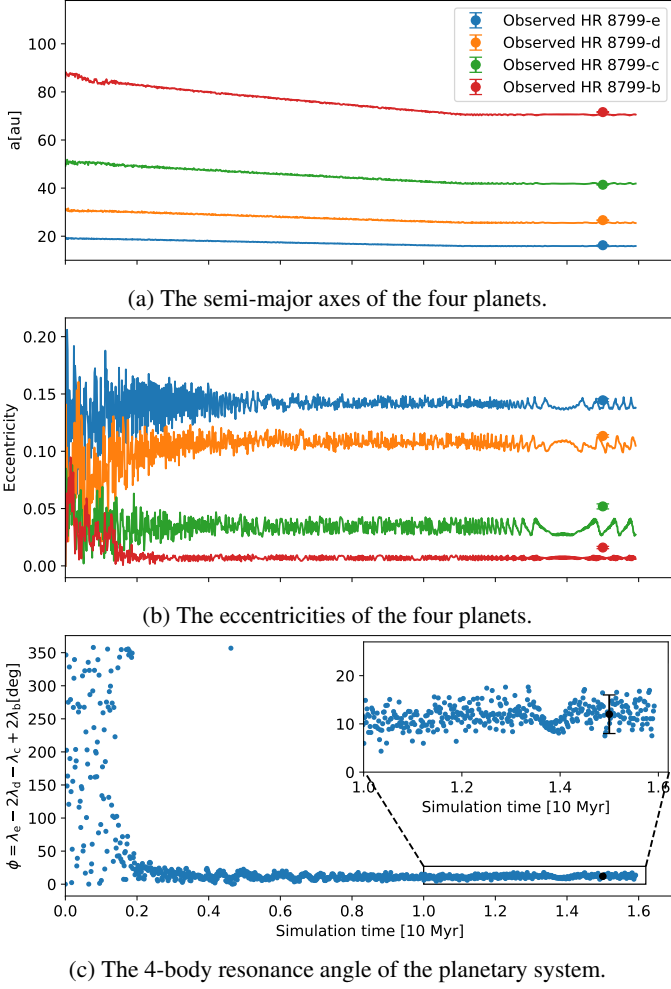 100
80
60
40
20
a[au]
Observed HR 8799-e
Observed HR 8799-d
Observed HR 8799-c
Observed HR 8799-b
(a) The semi-major axes of the four planets.
0.20
0.15
0.10
0.05
0.00
Eccentricity
(b) The eccentricities of the four planets.
350
300
250
200
150
100
50
0
ϕ = λe − 2λd − λc + 2λb[deg]
20
10
0
1.0 1.2 1.4 1.6
Simulation time [10 Myr]
0.0 0.2 0.4 0.6 0.8 1.0 1.2 1.4 1.6
Simulation time [10 Myr]
(c) The 4-body resonance angle of the planetary system.